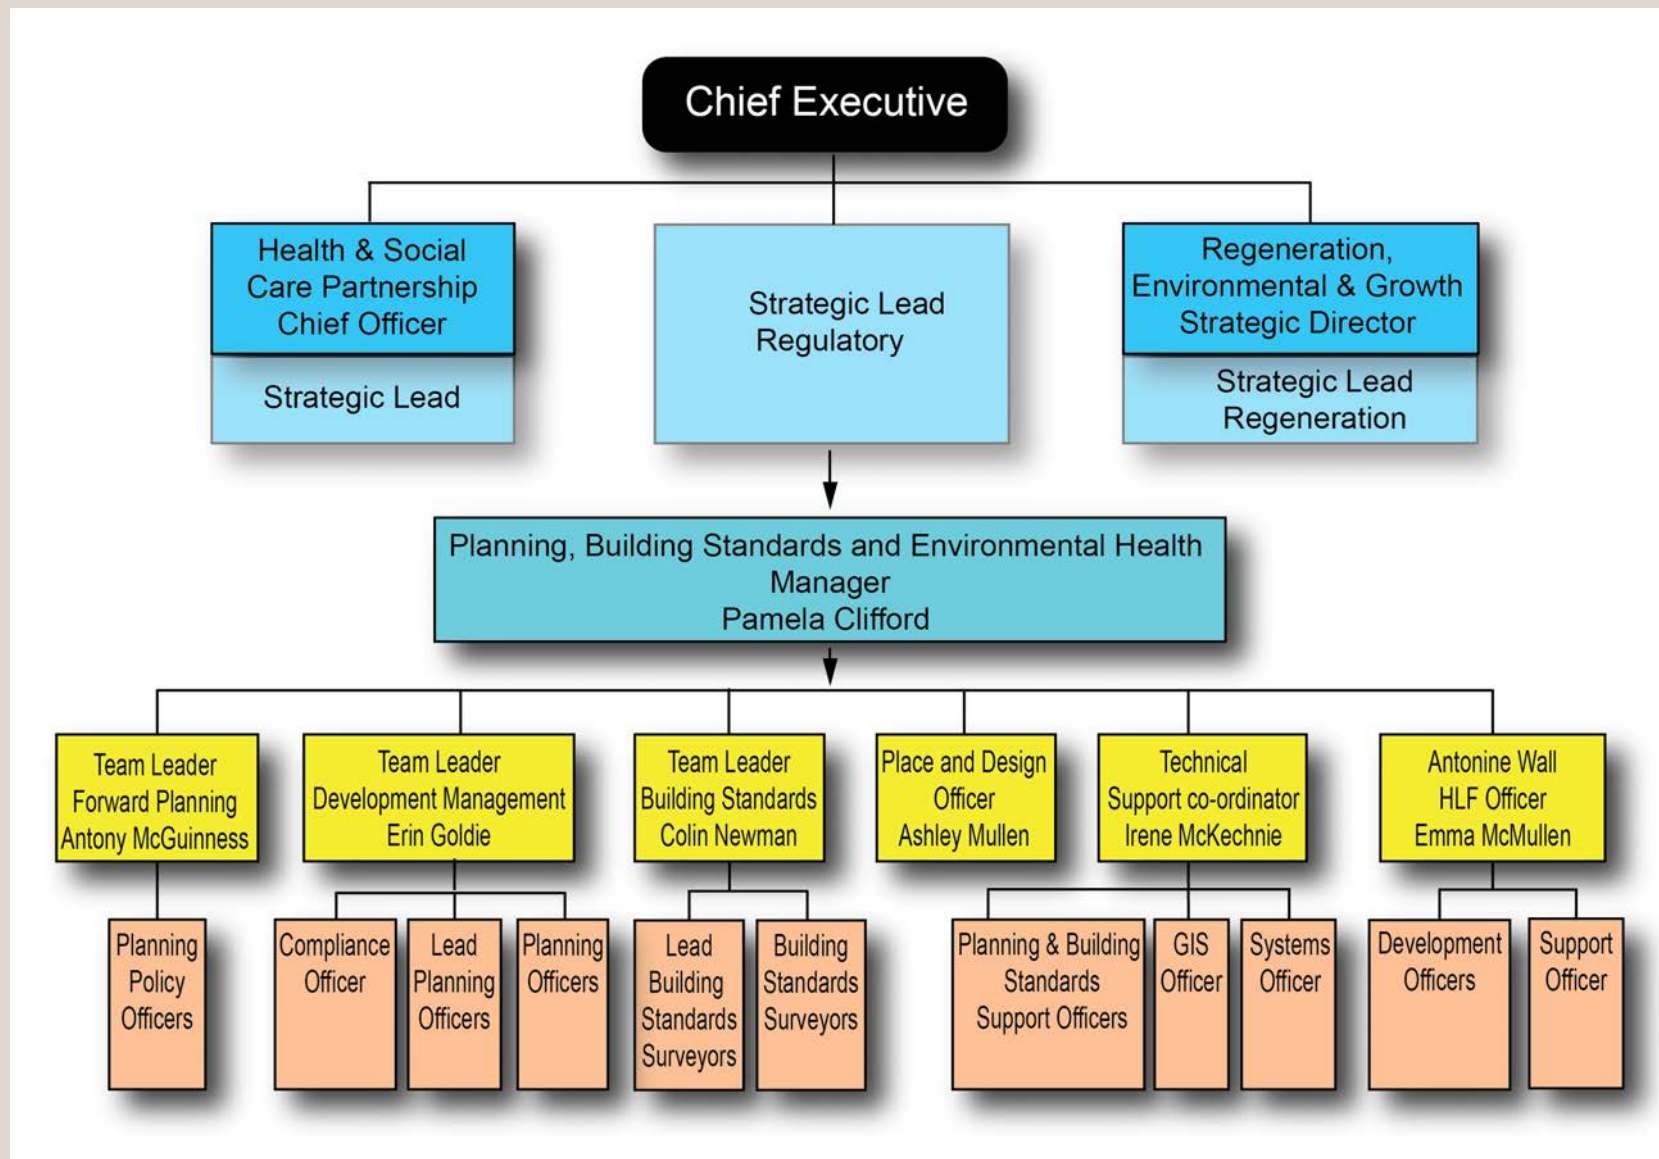 Chief Executive
Health & Social
Care Partnership
Chief Officer
Strategic Lead
Strategic Lead
Regulatory
Regeneration,
Environmental & Growth
Strategic Director
Strategic Lead
Regeneration
Planning, Building Standards and Environmental Health
Manager
Pamela Clifford
Team Leader
Forward Planning
Antony McGuinness
Team Leader
Development Management
Erin Goldie
Team Leader
Building Standards
Colin Newman
Place and Design
Officer
Ashley Mullen
Technical
Support co-ordinator
Irene McKechnie
Antonine Wall
HLF Officer
Emma McMullen
Planning
Policy
Officers
Compliance
Officer
Lead
Planning
Officers
Planning
Officers
Lead
Building
Standards
Surveyors
Building
Standards
Surveyors
Planning & Building
Standards
Support Officers
GIS
Officer
Systems
Officer
Development
Officers
Support
Officer